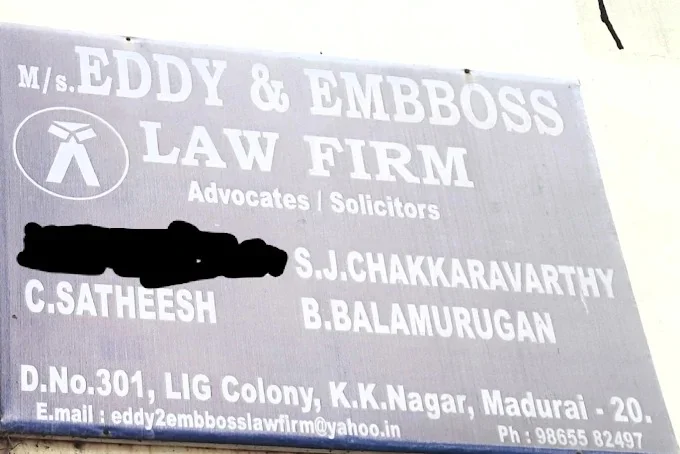 M/s.EDDY & EMBBOSS
LAW FIRM
Advocates / Solicitors
S.J.CHAKKARAVARTHY
C.SATHEESH
B.BALAMURUGAN
D.No.301, LIG Colony, K.K.Nagar, Madurai - 20.
E.mail : eddy2embbosslawfirm@yahoo.in
Ph : 98655 82497